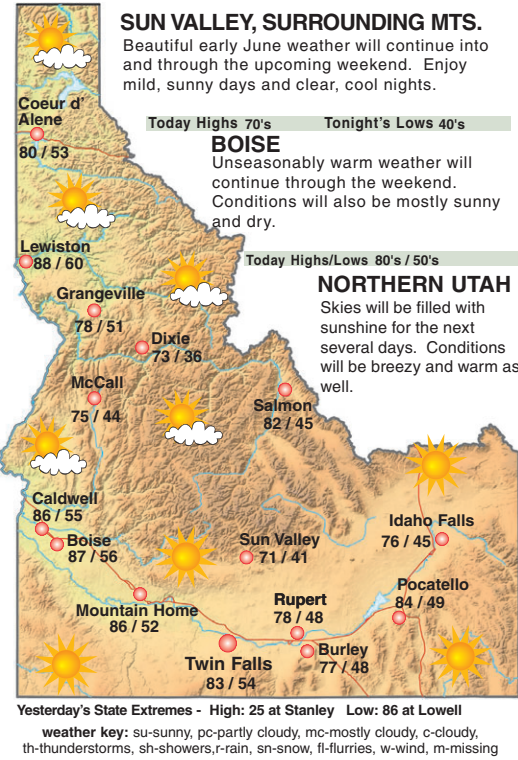 SUN VALLEY, SURROUNDING MTS.
Beautiful early June weather will continue into
and through the upcoming weekend. Enjoy
mild, sunny days and clear, cool nights.
Today Highs 70's Tonight's Lows 40's
BOISE
Unseasonably warm weather will
continue through the weekend.
Conditions will also be mostly sunny
and dry.
Today Highs/Lows 80's / 50's
NORTHERN UTAH
Skies will be filled with
sunshine for the next
several days. Conditions
will be breezy and warm as
well.
Coeur d'
Alene
80 / 53
Lewiston
88 / 60
Grangeville
78 / 51
Dixie
73 / 36
McCall
75 / 44
Salmon
82 / 45
Caldwell
86 / 55
Boise
87 / 56
Sun Valley
71 / 41
Idaho Falls
76 / 45
Mountain Home
86 / 52
Rupert
78 / 48
Pocatello
84 / 49
Burley
77 / 48
Twin Falls
83 / 54
Yesterday's State Extremes - High: 25 at Stanley Low: 86 at Lowell
weather key: su-sunny, pc-partly cloudy, mc-mostly cloudy, c-cloudy,
th-thunderstorms, sh-showers,r-rain, sn-snow, fl-flurries, w-wind, m-missing